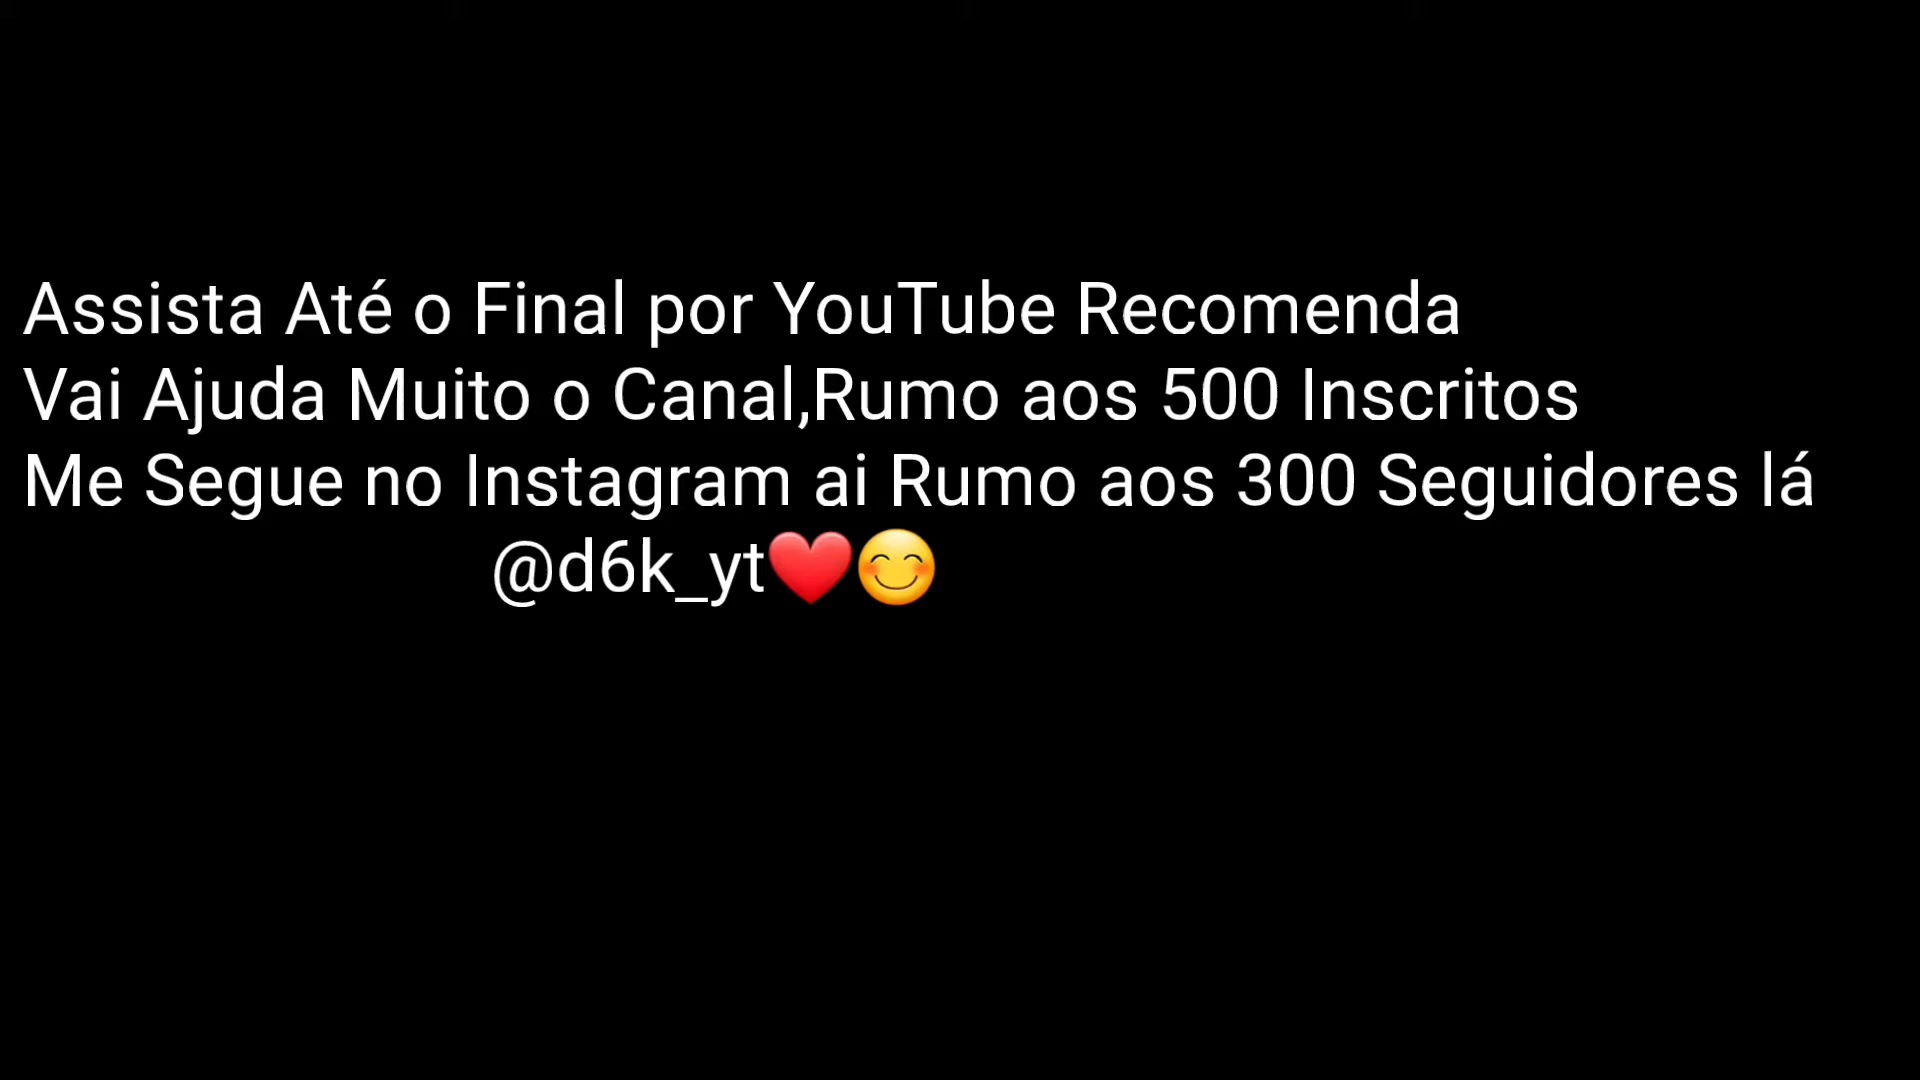 Assista Até o Final por YouTube Recomenda
Vai Ajuda Muito o Canal,Rumo aos 500 Inscritos
Me Segue no Instagram ai Rumo aos 300 Seguidores lá
@d6k_yt❤️😊